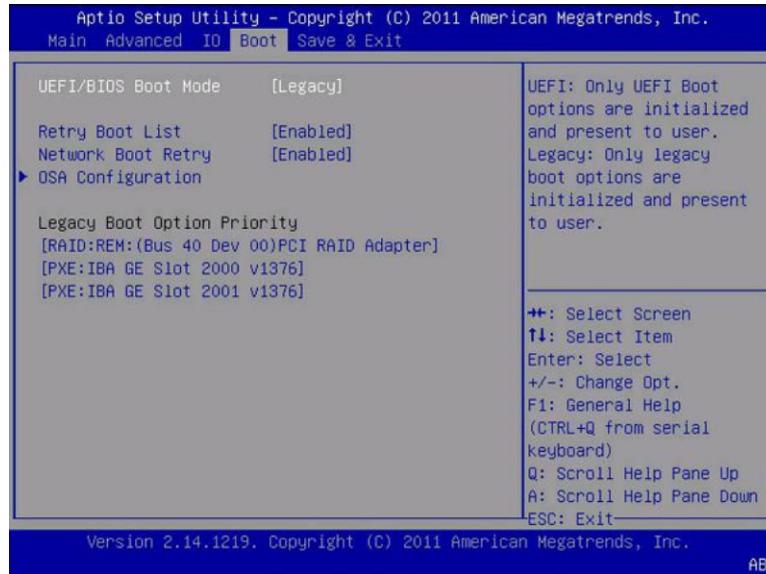 Aptio Setup Utility – Copyright (C) 2011 American Megatrends, Inc.
Main Advanced IO Boot Save & Exit
UEFI/BIOS Boot Mode [Legacy]
Retry Boot List [Enabled]
Network Boot Retry [Enabled]
▶ OSA Configuration
Legacy Boot Option Priority
[RAID:REM:(Bus 40 Dev 00)PCI RAID Adapter]
[PXE:IBA GE Slot 2000 v1376]
[PXE:IBA GE Slot 2001 v1376]
UEFI: Only UEFI Boot
options are initialized
and present to user.
Legacy: Only legacy
boot options are
initialized and present
to user.
→←: Select Screen
↑↓: Select Item
Enter: Select
+/-: Change Opt.
F1: General Help
(CTRL+Q from serial
keyboard)
Q: Scroll Help Pane Up
A: Scroll Help Pane Down
ESC: Exit
Version 2.14.1219. Copyright (C) 2011 American Megatrends, Inc.
AB